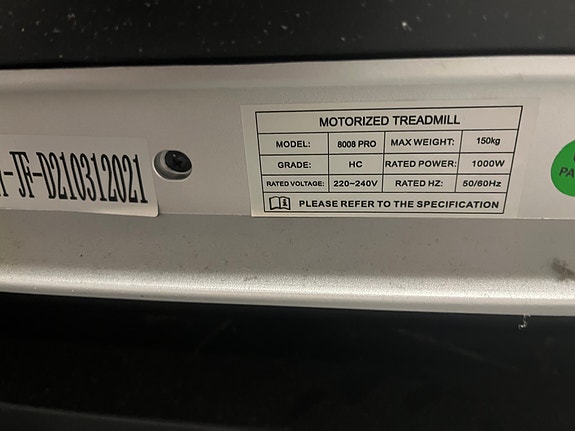 MOTORIZED TREADMILL
MODEL: 8008 PRO MAX WEIGHT: 150kg
GRADE: HC RATED POWER: 1000W
RATED VOLTAGE: 220~240V RATED HZ: 50/60Hz
PLEASE REFER TO THE SPECIFICATION
-JF-D210312021
PA